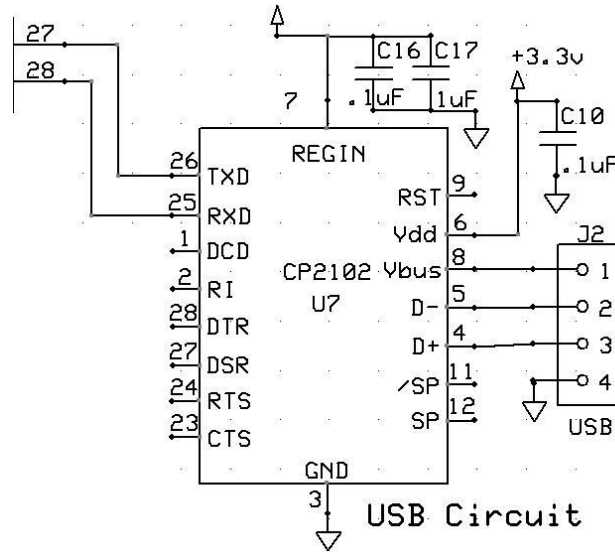 27
28
7
C16
C17
.1uF
1uF
+3.3v
C10
.1uF
REGIN
26
TXD
25
RXD
1
DCD
2
RI
28
DTR
27
DSR
24
RTS
23
CTS
CP2102
U7
RST
9
Vdd
6
Vbus
8
D-
5
D+
4
/SP
11
SP
12
J2
1
2
3
4
USB
GND
3
USB Circuit